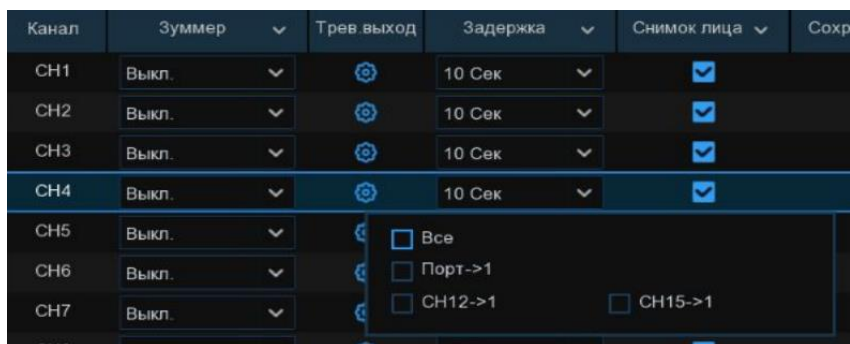 Канал Зуммер Трев.выход Задержка Снимок лица Сохр
CH1 Выкл. 10 Сек
CH2 Выкл. 10 Сек
CH3 Выкл. 10 Сек
CH4 Выкл. 10 Сек
CH5 Выкл. Все
CH6 Выкл. Порт->1
CH7 Выкл. CH12->1 CH15->1